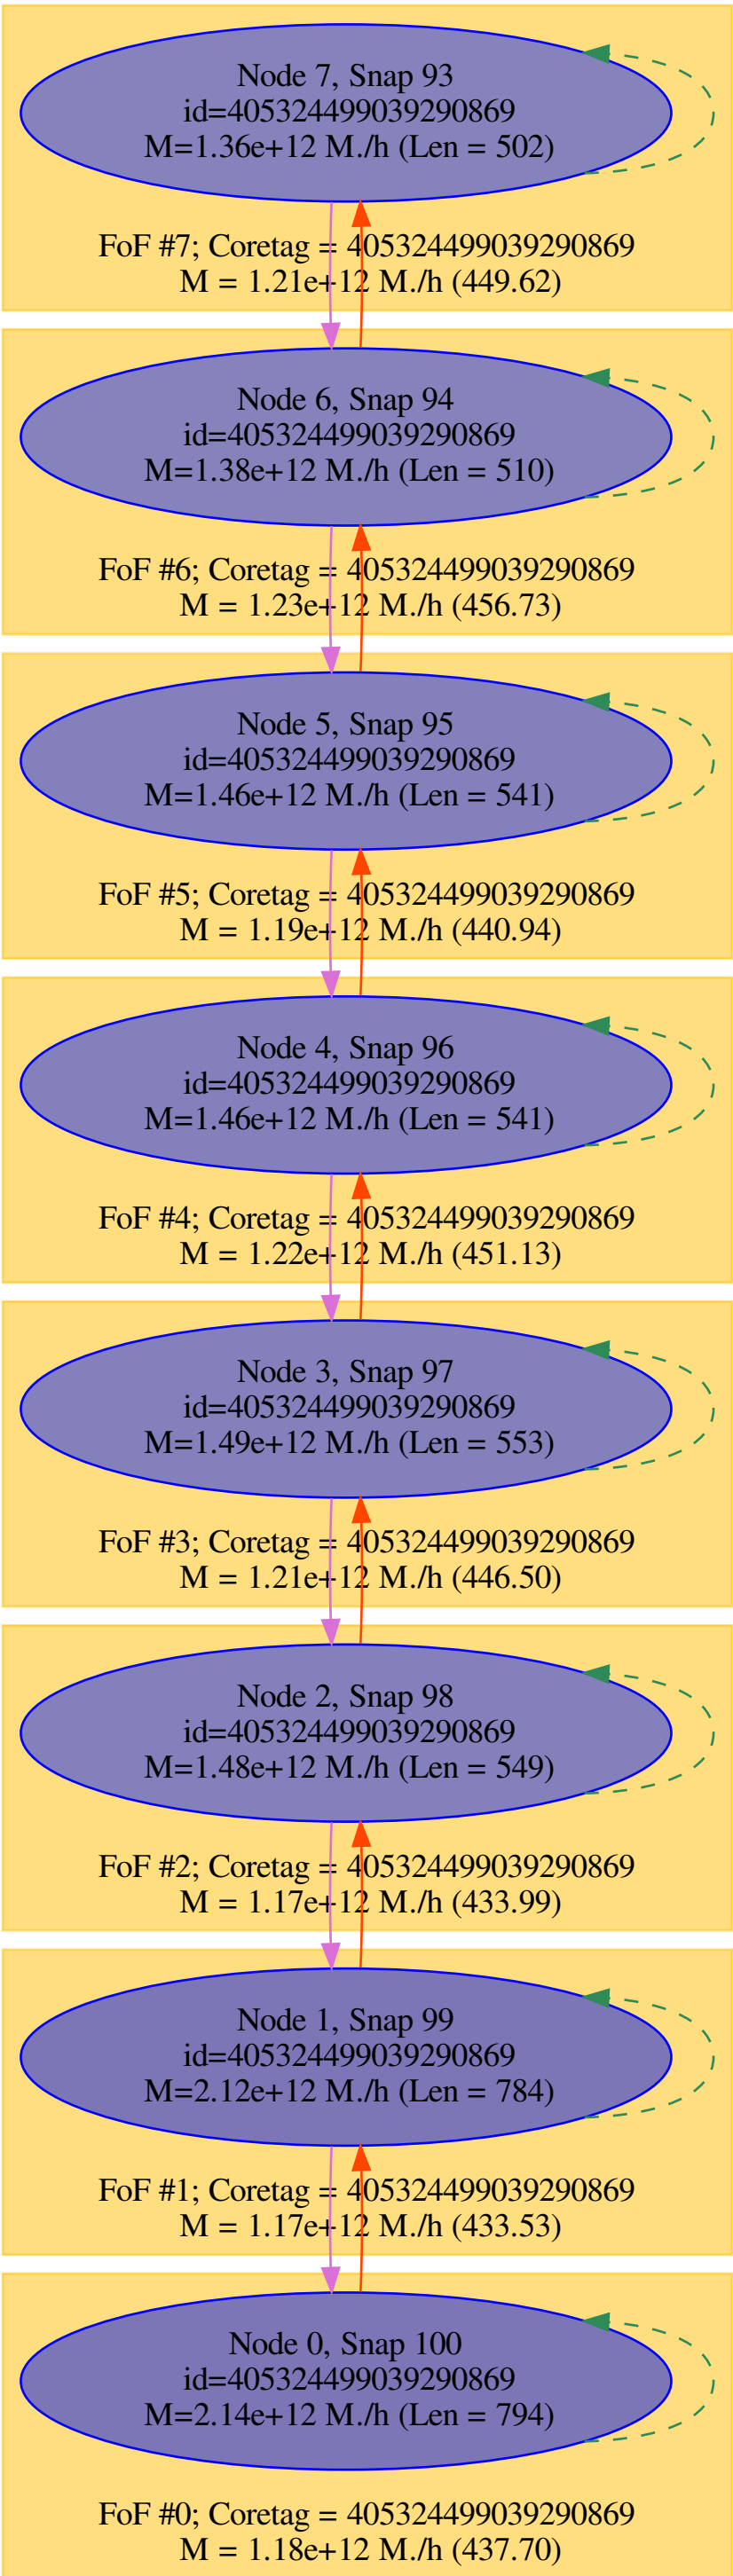 Node 7, Snap 93
id=405324499039290869
M=1.36e+12 M./h (Len = 502)
FoF #7; Coretag = 405324499039290869
M = 1.21e+12 M./h (449.62)
Node 6, Snap 94
id=405324499039290869
M=1.38e+12 M./h (Len = 510)
FoF #6; Coretag = 405324499039290869
M = 1.23e+12 M./h (456.73)
Node 5, Snap 95
id=405324499039290869
M=1.46e+12 M./h (Len = 541)
FoF #5; Coretag = 405324499039290869
M = 1.19e+12 M./h (440.94)
Node 4, Snap 96
id=405324499039290869
M=1.46e+12 M./h (Len = 541)
FoF #4; Coretag = 405324499039290869
M = 1.22e+12 M./h (451.13)
Node 3, Snap 97
id=405324499039290869
M=1.49e+12 M./h (Len = 553)
FoF #3; Coretag = 405324499039290869
M = 1.21e+12 M./h (446.50)
Node 2, Snap 98
id=405324499039290869
M=1.48e+12 M./h (Len = 549)
FoF #2; Coretag = 405324499039290869
M = 1.17e+12 M./h (433.99)
Node 1, Snap 99
id=405324499039290869
M=2.12e+12 M./h (Len = 784)
FoF #1; Coretag = 405324499039290869
M = 1.17e+12 M./h (433.53)
Node 0, Snap 100
id=405324499039290869
M=2.14e+12 M./h (Len = 794)
FoF #0; Coretag = 405324499039290869
M = 1.18e+12 M./h (437.70)